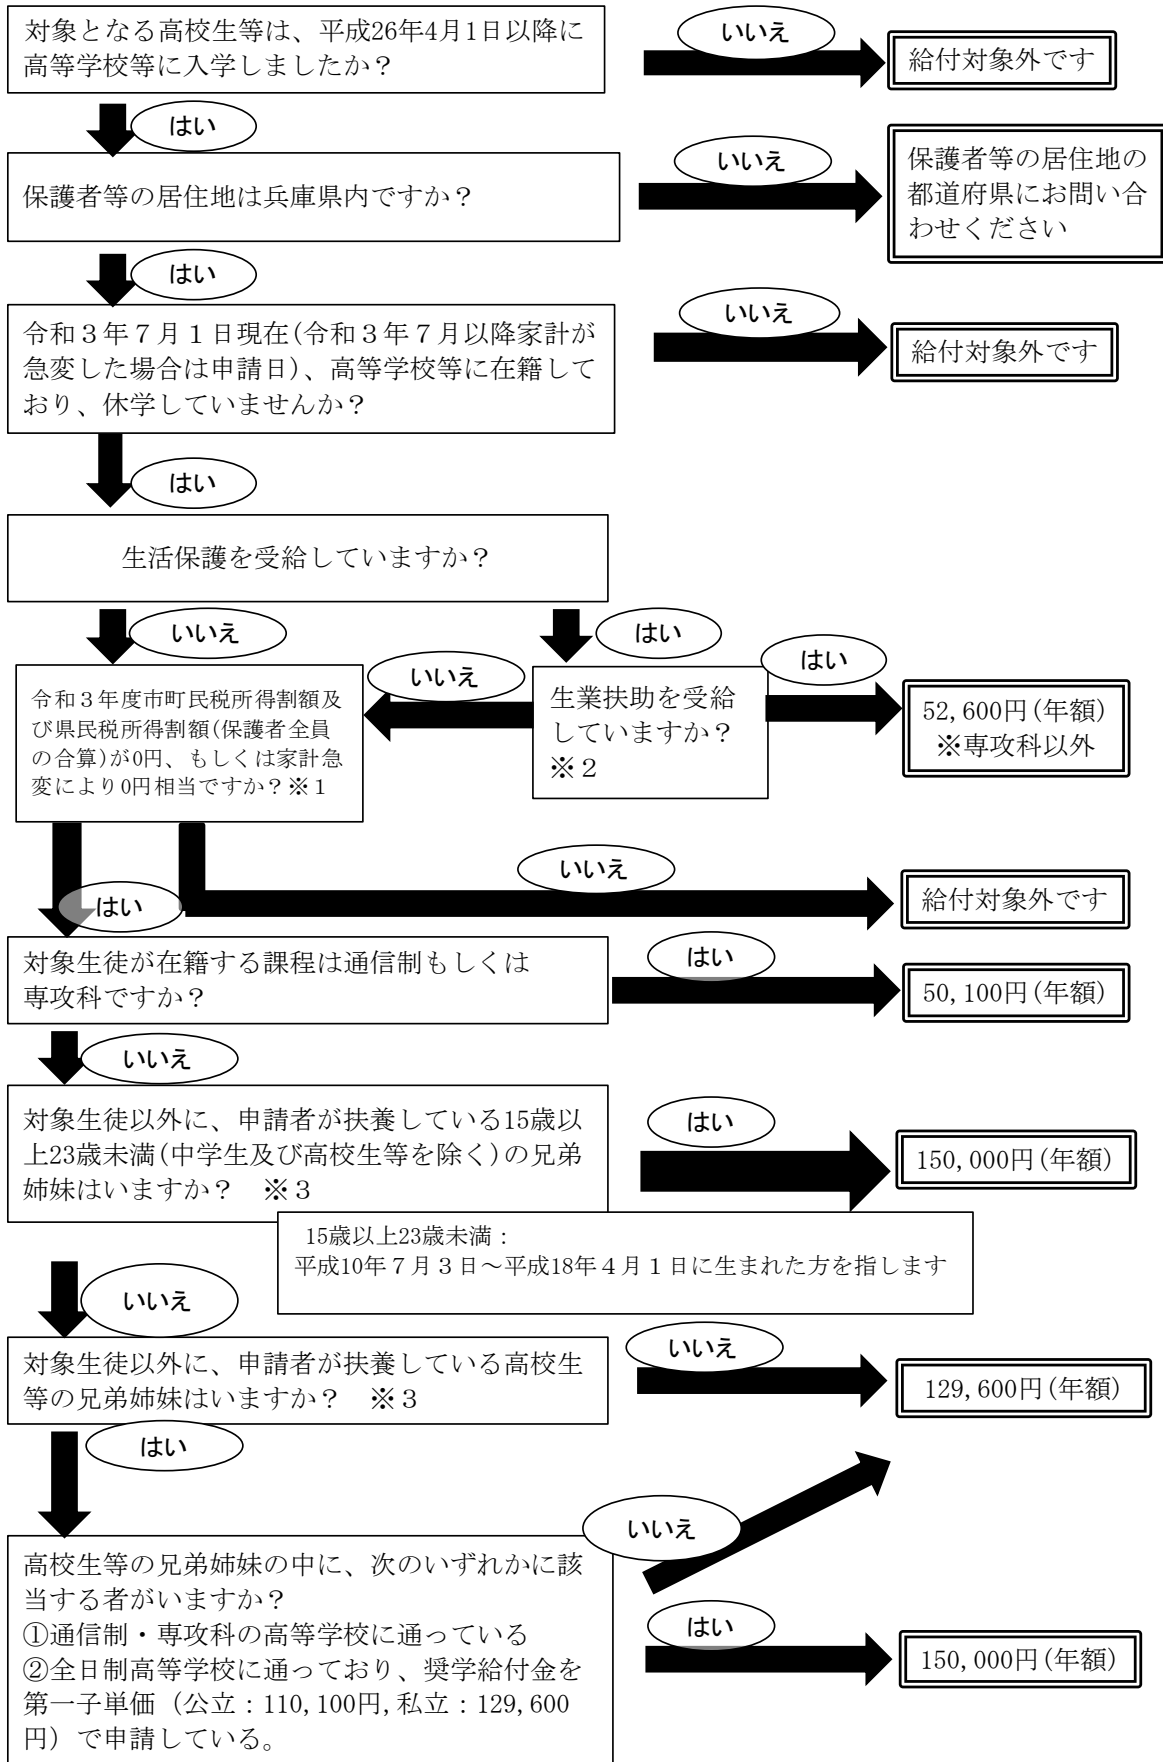 対象となる高校生等は、平成26年4月1日以降に
高等学校等に入学しましたか？
いいえ
給付対象外です
はい
保護者等の居住地は兵庫県内ですか？
いいえ
保護者等の居住地の
都道府県にお問い合
わせください
はい
令和３年７月１日現在(令和３年７月以降家計が
急変した場合は申請日)、高等学校等に在籍して
おり、休学していませんか？
いいえ
給付対象外です
はい
生活保護を受給していますか？
いいえ
はい
令和３年度市町民税所得割額及
び県民税所得割額(保護者全員
の合算)が0円、もしくは家計急
変により0円相当ですか？※１
いいえ
生業扶助を受給
していますか？
※２
はい
52,600円(年額)
※専攻科以外
いいえ
給付対象外です
はい
対象生徒が在籍する課程は通信制もしくは
専攻科ですか？
はい
50,100円(年額)
いいえ
対象生徒以外に、申請者が扶養している15歳以
上23歳未満(中学生及び高校生等を除く)の兄弟
姉妹はいますか？　※３
はい
150,000円(年額)
15歳以上23歳未満：
平成10年７月３日～平成18年４月１日に生まれた方を指します
いいえ
対象生徒以外に、申請者が扶養している高校生
等の兄弟姉妹はいますか？　※３
いいえ
129,600円(年額)
はい
高校生等の兄弟姉妹の中に、次のいずれかに該
当する者がいますか？
①通信制・専攻科の高等学校に通っている
②全日制高等学校に通っており、奨学給付金を
第一子単価（公立：110,100円,私立：129,600
円）で申請している。
いいえ
はい
150,000円(年額)